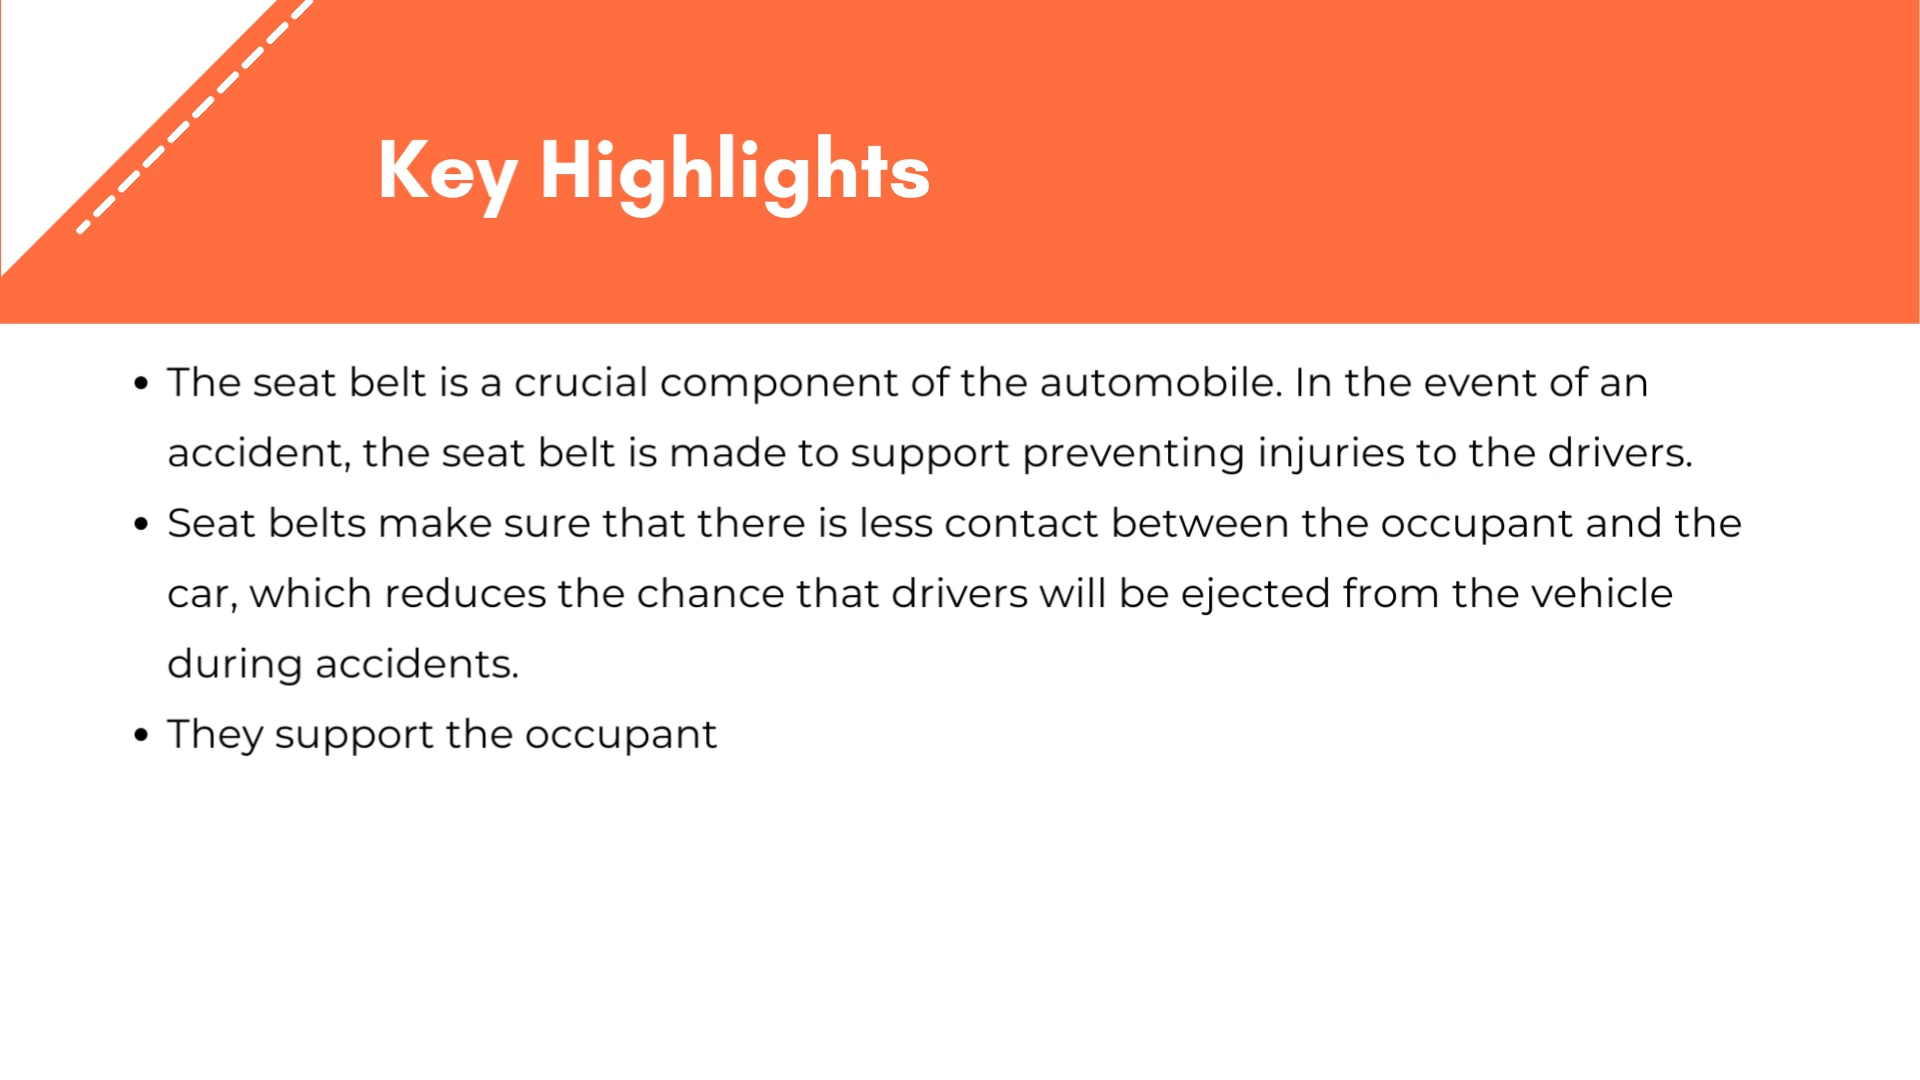 Key Highlights
• The seat belt is a crucial component of the automobile. In the event of an
accident, the seat belt is made to support preventing injuries to the drivers.
• Seat belts make sure that there is less contact between the occupant and the
car, which reduces the chance that drivers will be ejected from the vehicle
during accidents.
• They support the occupant